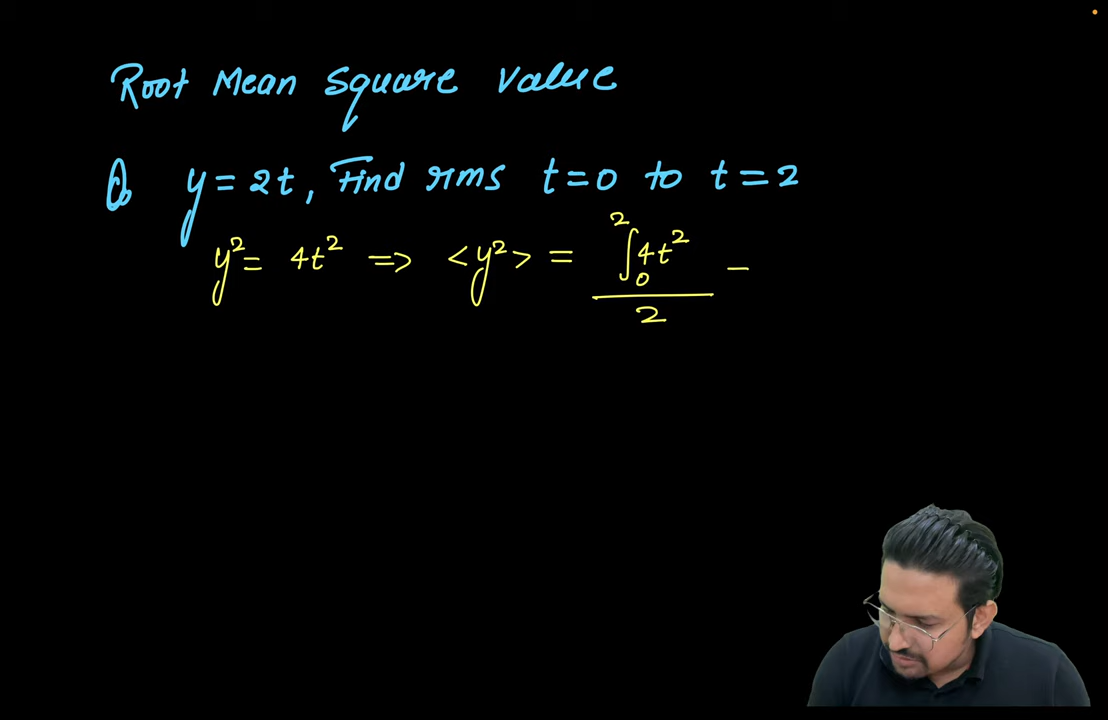 Root Mean Square Value
Q y = 2t, Find rms t = 0 to t = 2
y² = 4t² => <y²> = ∫₀² 4t² / 2 –